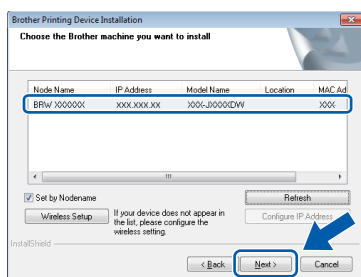 Brother Printing Device Installation
Choose the Brother machine you want to install
Node Name IP Address Model Name Location MAC Ad
BRW XXXXXX XXX.XXX.XX XXX-JXXXXDW XXX-
Set by Nodename
Refresh
Wireless Setup
If your device does not appear in
the list, please configure the
wireless setting.
Configure IP Address
InstallShield
< Back Next > Cancel